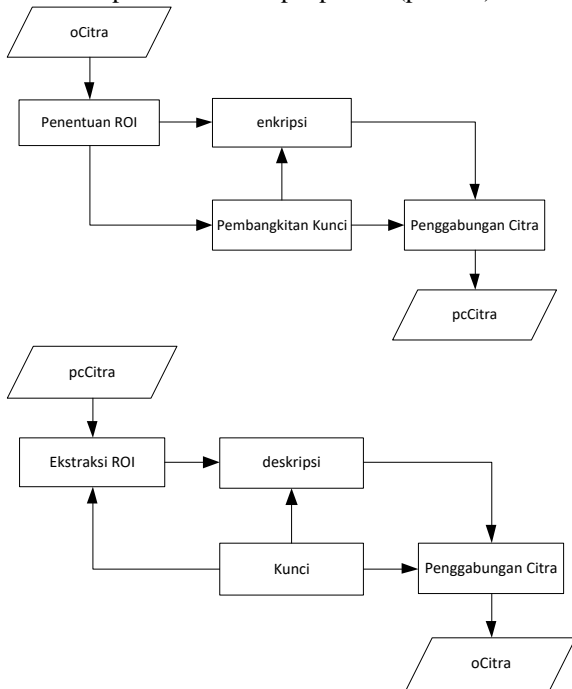 oCitra
Penentuan ROI
enkripsi
Pembangkitan Kunci
Penggabungan Citra
pcCitra
pcCitra
Ekstraksi ROI
deskripsi
Kunci
Penggabungan Citra
oCitra